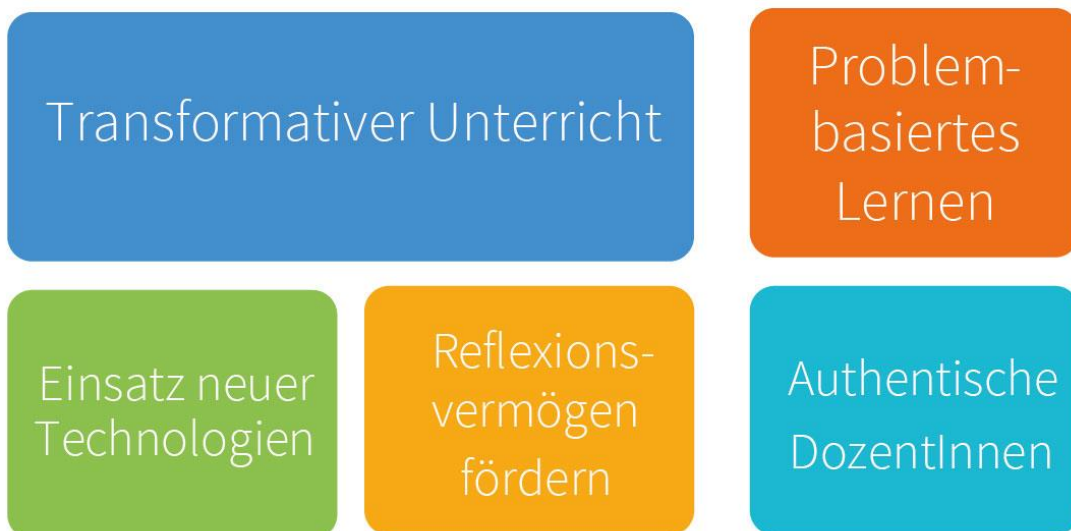 Transformativer Unterricht
Problem-
basiertes
Lernen
Einsatz neuer
Technologien
Reflexions-
vermögen
fördern
Authentische
DozentInnen